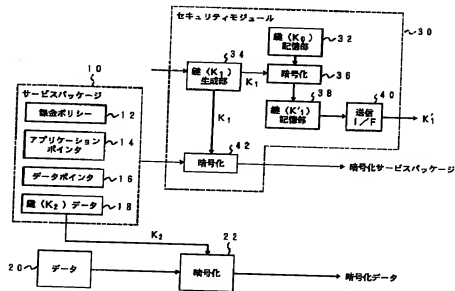 セキュリティモジュール
30
鍵(K₀)
記憶部
32
34
鍵(K₁)
生成部
K₁
暗号化
36
38
鍵(K'₁)
記憶部
40
送信
I/F
K'₁
K₁
42
暗号化
暗号化サービスパッケージ
10
サービスパッケージ
課金ポリシー
12
アプリケーション
ポインタ
14
データポインタ
16
鍵(K₂)データ
18
K₂
22
20
データ
暗号化
暗号化データ